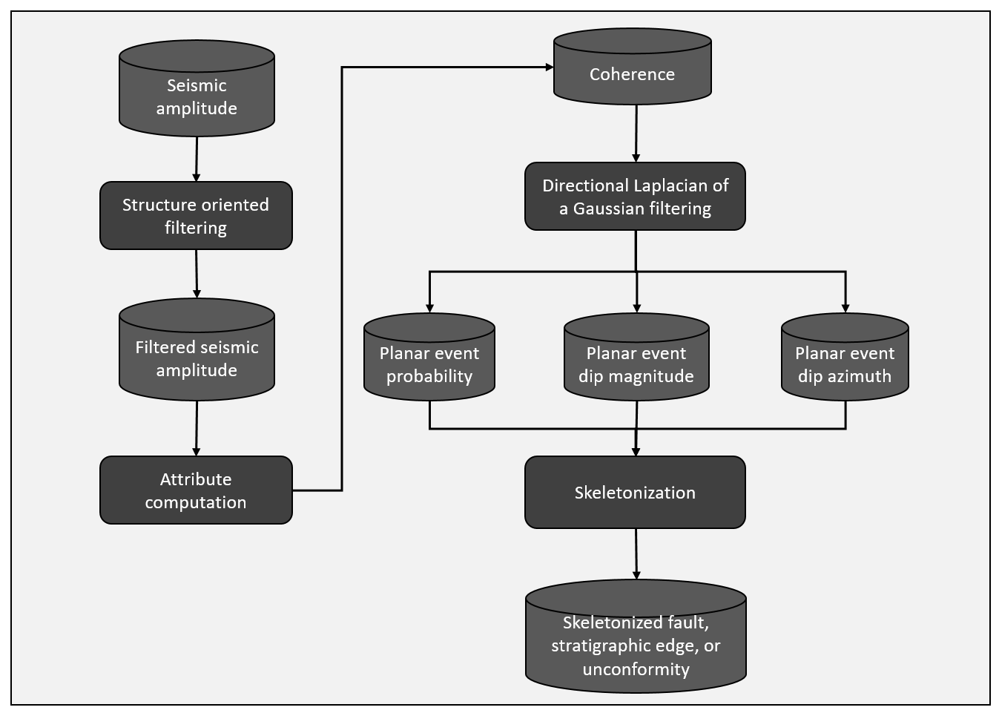 Seismic
amplitude
Structure oriented
filtering
Filtered seismic
amplitude
Attribute
computation
Coherence
Directional Laplacian of
a Gaussian filtering
Planar event
probability
Planar event
dip magnitude
Planar event
dip azimuth
Skeletonization
Skeletonized fault,
stratigraphic edge, or
unconformity